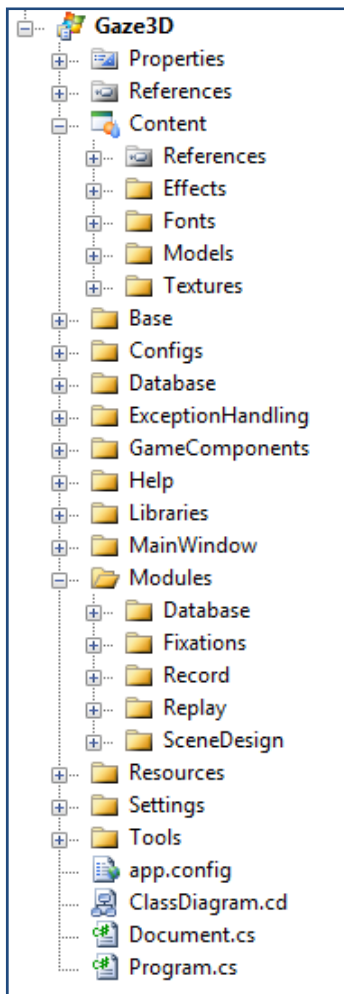 Gaze3D
Properties
References
Content
References
Effects
Fonts
Models
Textures
Base
Configs
Database
ExceptionHandling
GameComponents
Help
Libraries
MainWindow
Modules
Database
Fixations
Record
Replay
SceneDesign
Resources
Settings
Tools
app.config
ClassDiagram.cd
Document.cs
Program.cs